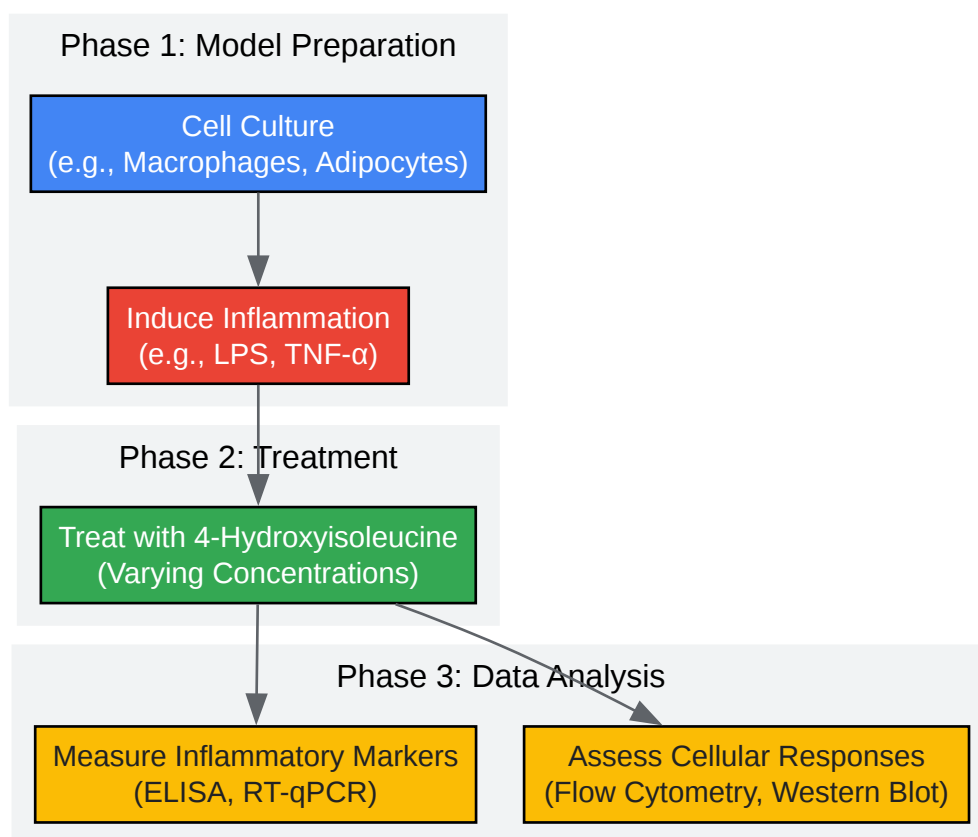 Phase 1: Model Preparation
Cell Culture
(e.g., Macrophages, Adipocytes)
Induce Inflammation
(e.g., LPS, TNF-α)
Phase 2: Treatment
Treat with 4-Hydroxyisoleucine
(Varying Concentrations)
Phase 3: Data Analysis
Measure Inflammatory Markers
(ELISA, RT-qPCR)
Assess Cellular Responses
(Flow Cytometry, Western Blot)